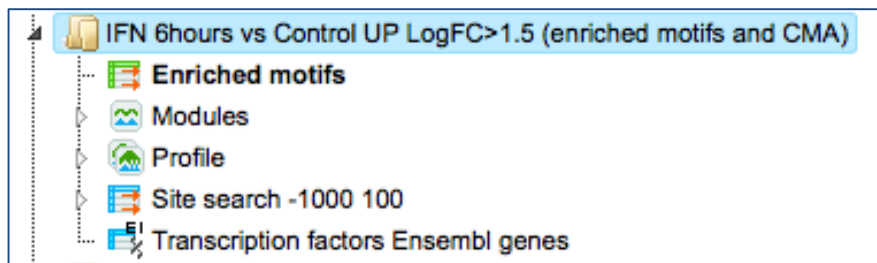 IFN 6hours vs Control UP LogFC>1.5 (enriched motifs and CMA)
Enriched motifs
Modules
Profile
Site search -1000 100
Transcription factors Ensembl genes